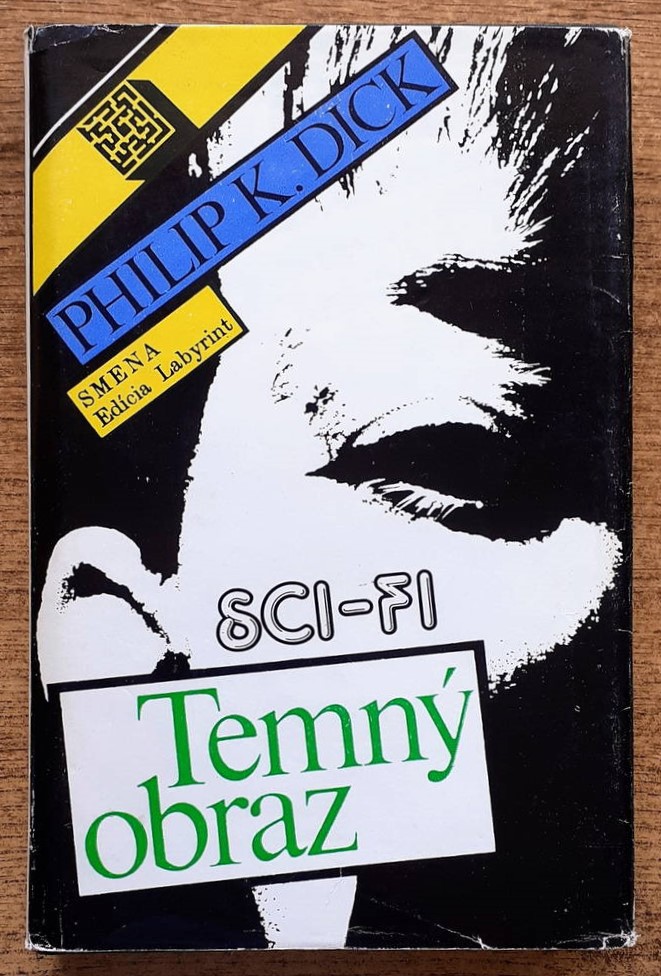 PHILIP K. DICK
SMENA
Edícia Labyrint
SCI-FI
Temný
obraz